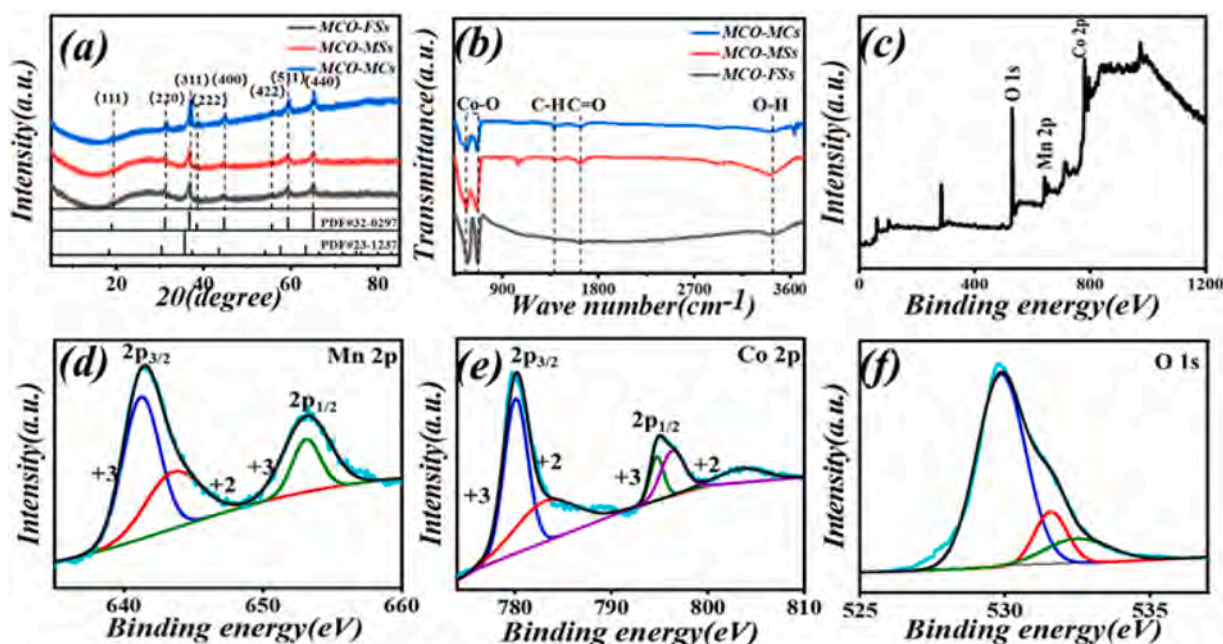 (a)
MCO-FSs
MCO-MSs
MCO-MCs
(111)
(220)
(311)
(222)
(400)
(422)
(511)
(440)
PDF#32-0297
PDF#23-1237
Intensity(a.u.)
20 40 60 80
2θ(degree)
(b)
MCO-MCs
MCO-MSs
MCO-FSs
Co-O
C-H
C=O
O-H
Transmittance(a.u.)
900 1800 2700 3600
Wave number(cm-1)
(c)
O 1s
Mn 2p
Co 2p
Intensity(a.u.)
0 400 800 1200
Binding energy(eV)
(d)
2p3/2
Mn 2p
2p1/2
+3
+2
+3
Intensity(a.u.)
640 650 660
Binding energy(eV)
(e)
2p3/2
Co 2p
2p1/2
+3
+2
+3
+2
Intensity(a.u.)
780 790 800 810
Binding energy(eV)
(f)
O 1s
Intensity(a.u.)
525 530 535
Binding energy(eV)